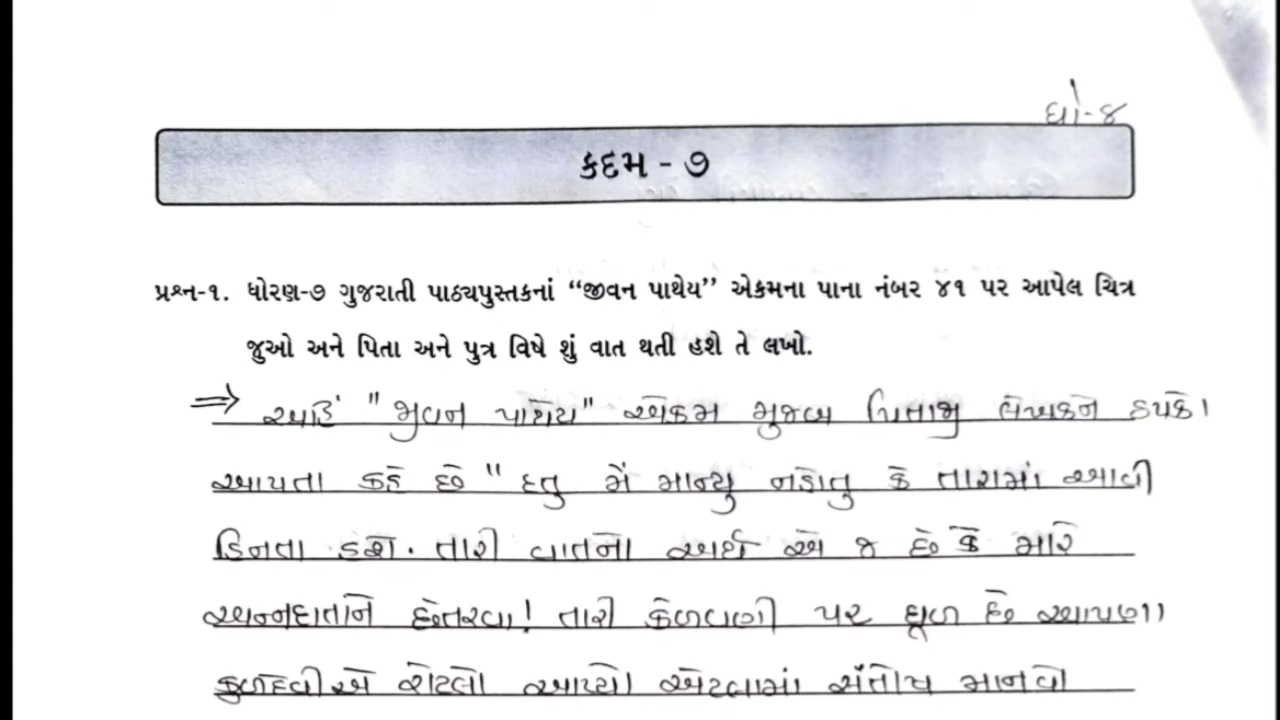 ધો-૪
કદમ - ૭
પ્રશ્ન-૧. ધોરણ-૭ ગુજરાતી પાઠ્યપુસ્તકનાં “જીવન પાથેય” એકમના પાના નંબર ૪૧ પર આપેલ ચિત્ર
જુઓ અને પિતા અને પુત્ર વિષે શું વાત થતી હશે તે લખો.
⇒ અહિં "જીવન પાથેય" એકમ મુજબ પિતાજી લેખકને ઠપકો
આપતા કહે છે " દતુ મેં માન્યુ નહોતુ કે તારામાં આવી
હિનતા હશે. તારી વાતનો અર્થ એ જ છે કે મારે
અન્નદાતાને છેતરવા! તારી કેળવણી પર ધૂળ છે આપણા
કુળદેવીએ રોટલો આપ્યો એટલામાં સંતોષ માનવો